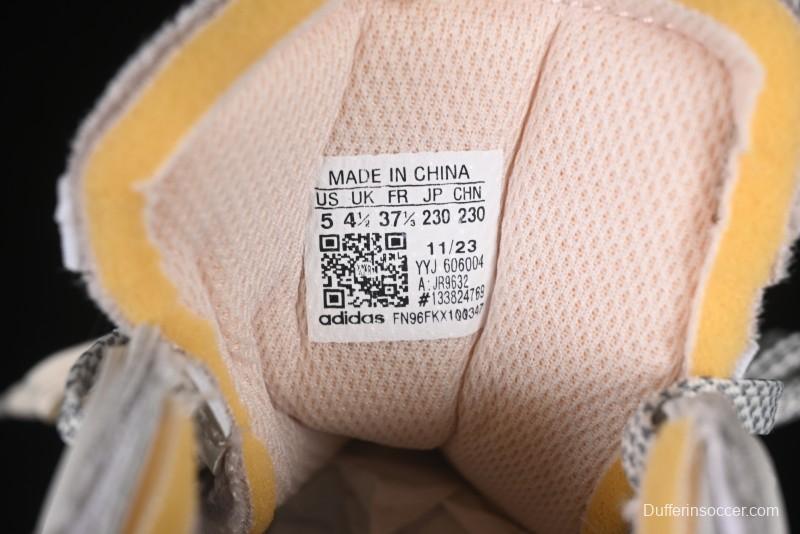 MADE IN CHINA
US UK FR JP CHN
5 4½ 37⅓ 230 230
11/23
YYJ 606004
A: JR9632
#133824769
adidas FN96FKX100347
Dufferinsoccer.com